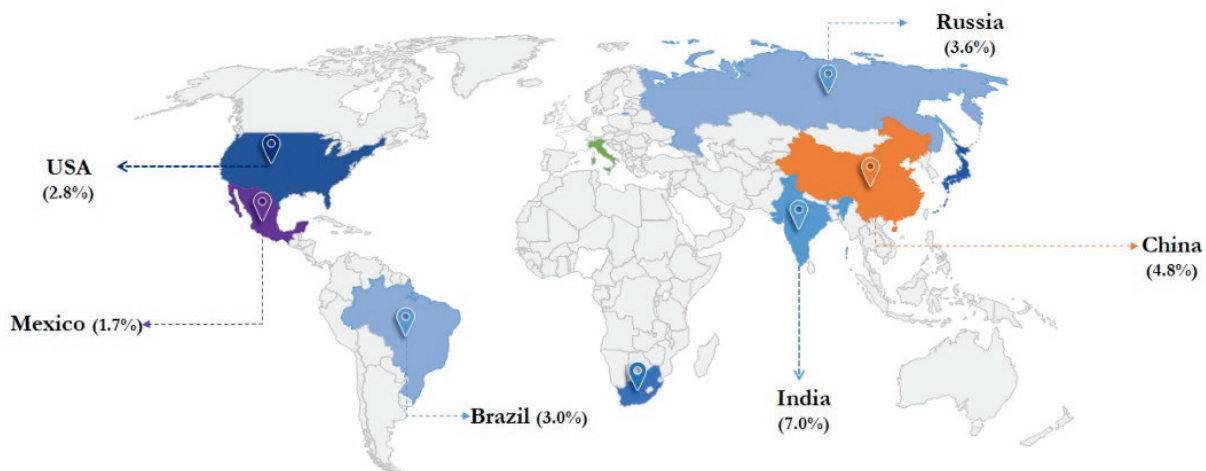 Russia
(3.6%)
USA
(2.8%)
China
(4.8%)
Mexico (1.7%)
India
(7.0%)
Brazil (3.0%)